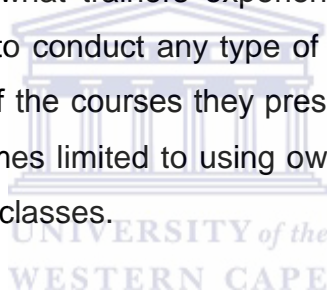 what trainers experien
to conduct any type of
f the courses they pres
nes limited to using ow
classes.
UNIVERSITY of the
WESTERN CAPE